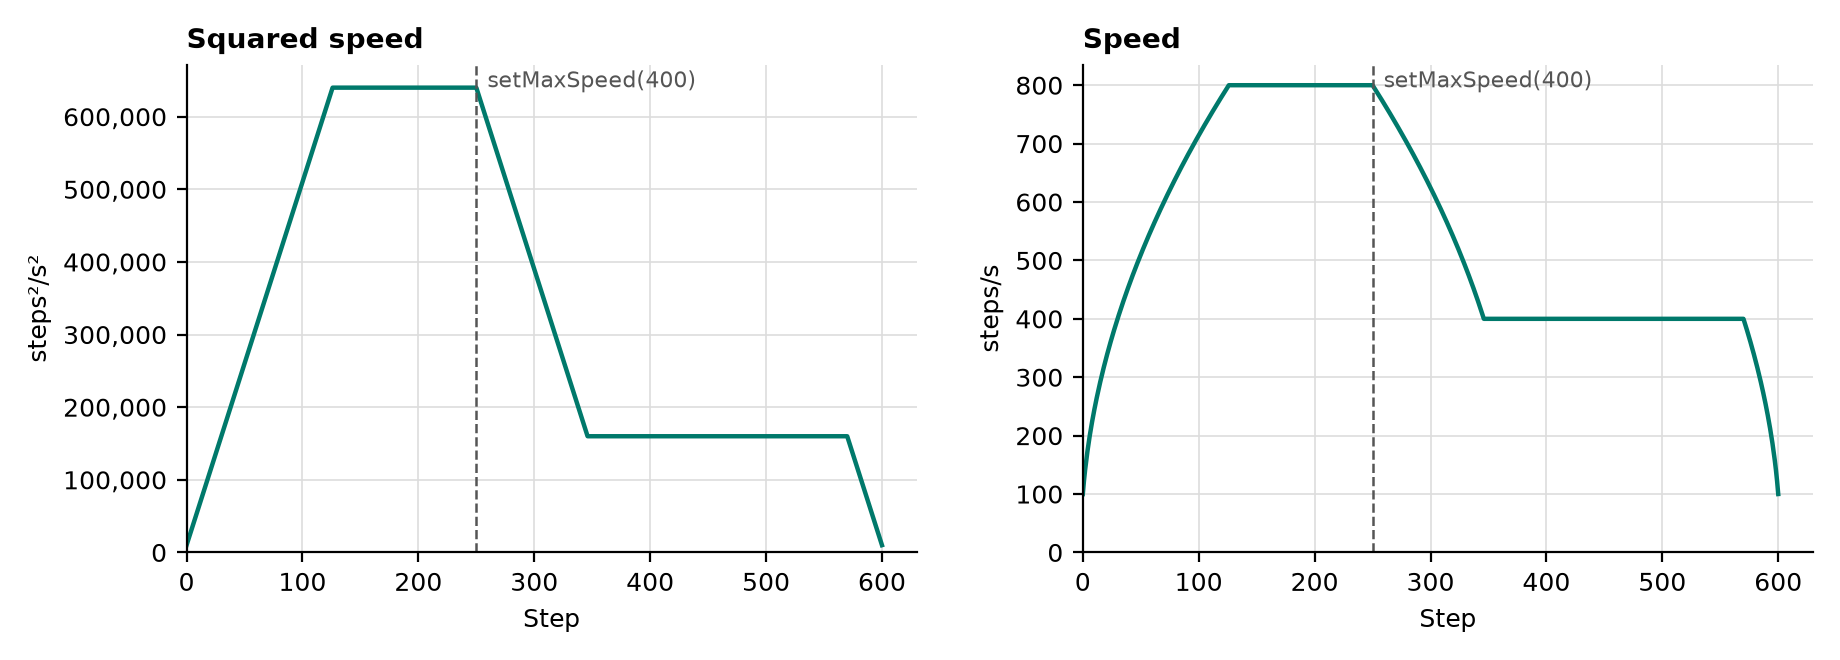 Squared speed
setMaxSpeed(400)
600,000
500,000
400,000
300,000
200,000
100,000
0
steps²/s²
0 100 200 300 400 500 600
Step
Speed
setMaxSpeed(400)
800
700
600
500
400
300
200
100
0
steps/s
0 100 200 300 400 500 600
Step